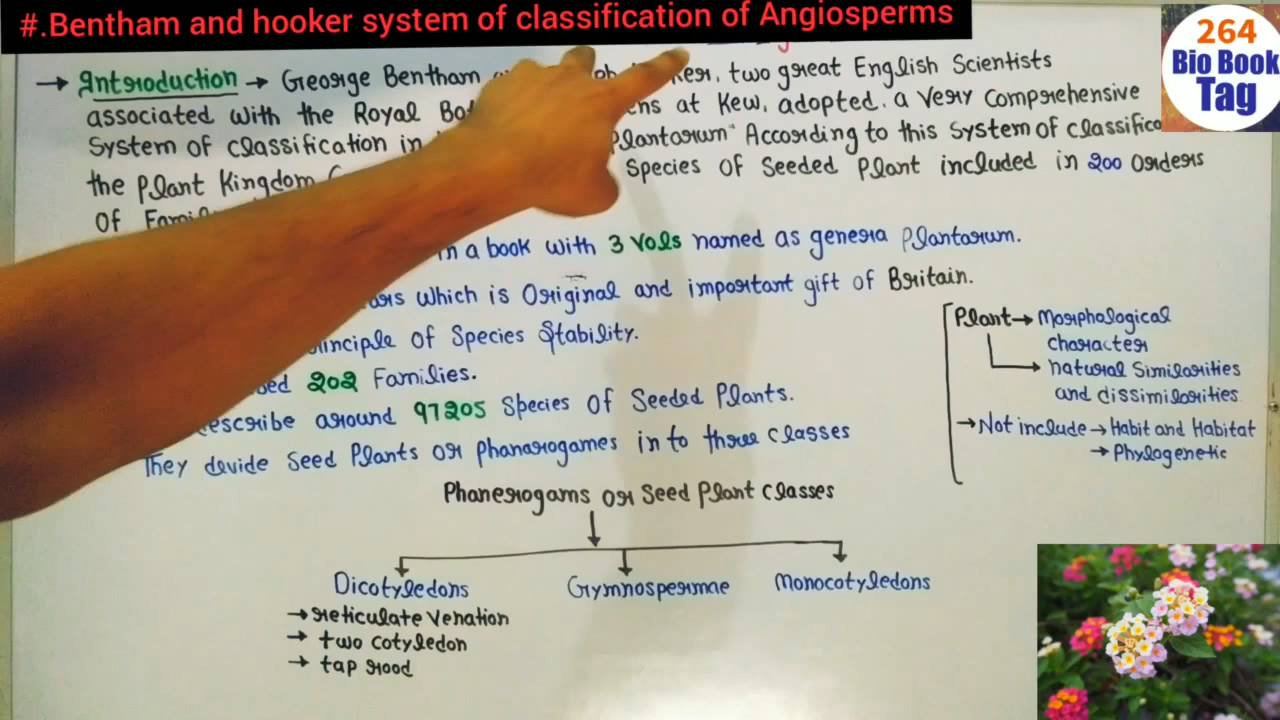 #.Bentham and hooker system of classification of Angiosperms
264
Bio Book
Tag
→ Introduction → George Bentham two great English Scientists
associated with the Royal at Kew, adopted. a very comprehensive
System of classification in Plantarum" According to this System of classifica
the Plant Kingdom Species of Seeded Plant included in 200 Orders
Of
in a book with 3 Vols named as genera Plantarum.
which is Original and important gift of Britain.
of Species Stability.
202 Families.
around 97205 Species Of Seeded Plants.
They devide Seed Plants or phanarogames in to three classes
Plant → Morphological
character
→ natural Similarities
and dissimilarities
→ Not include → Habit and Habitat
→ Phylogenetic
Phanerogams or Seed Plant classes
Dicotyledons Gymnospermae Monocotyledons
→ reticulate venation
→ two cotyledon
→ tap rood